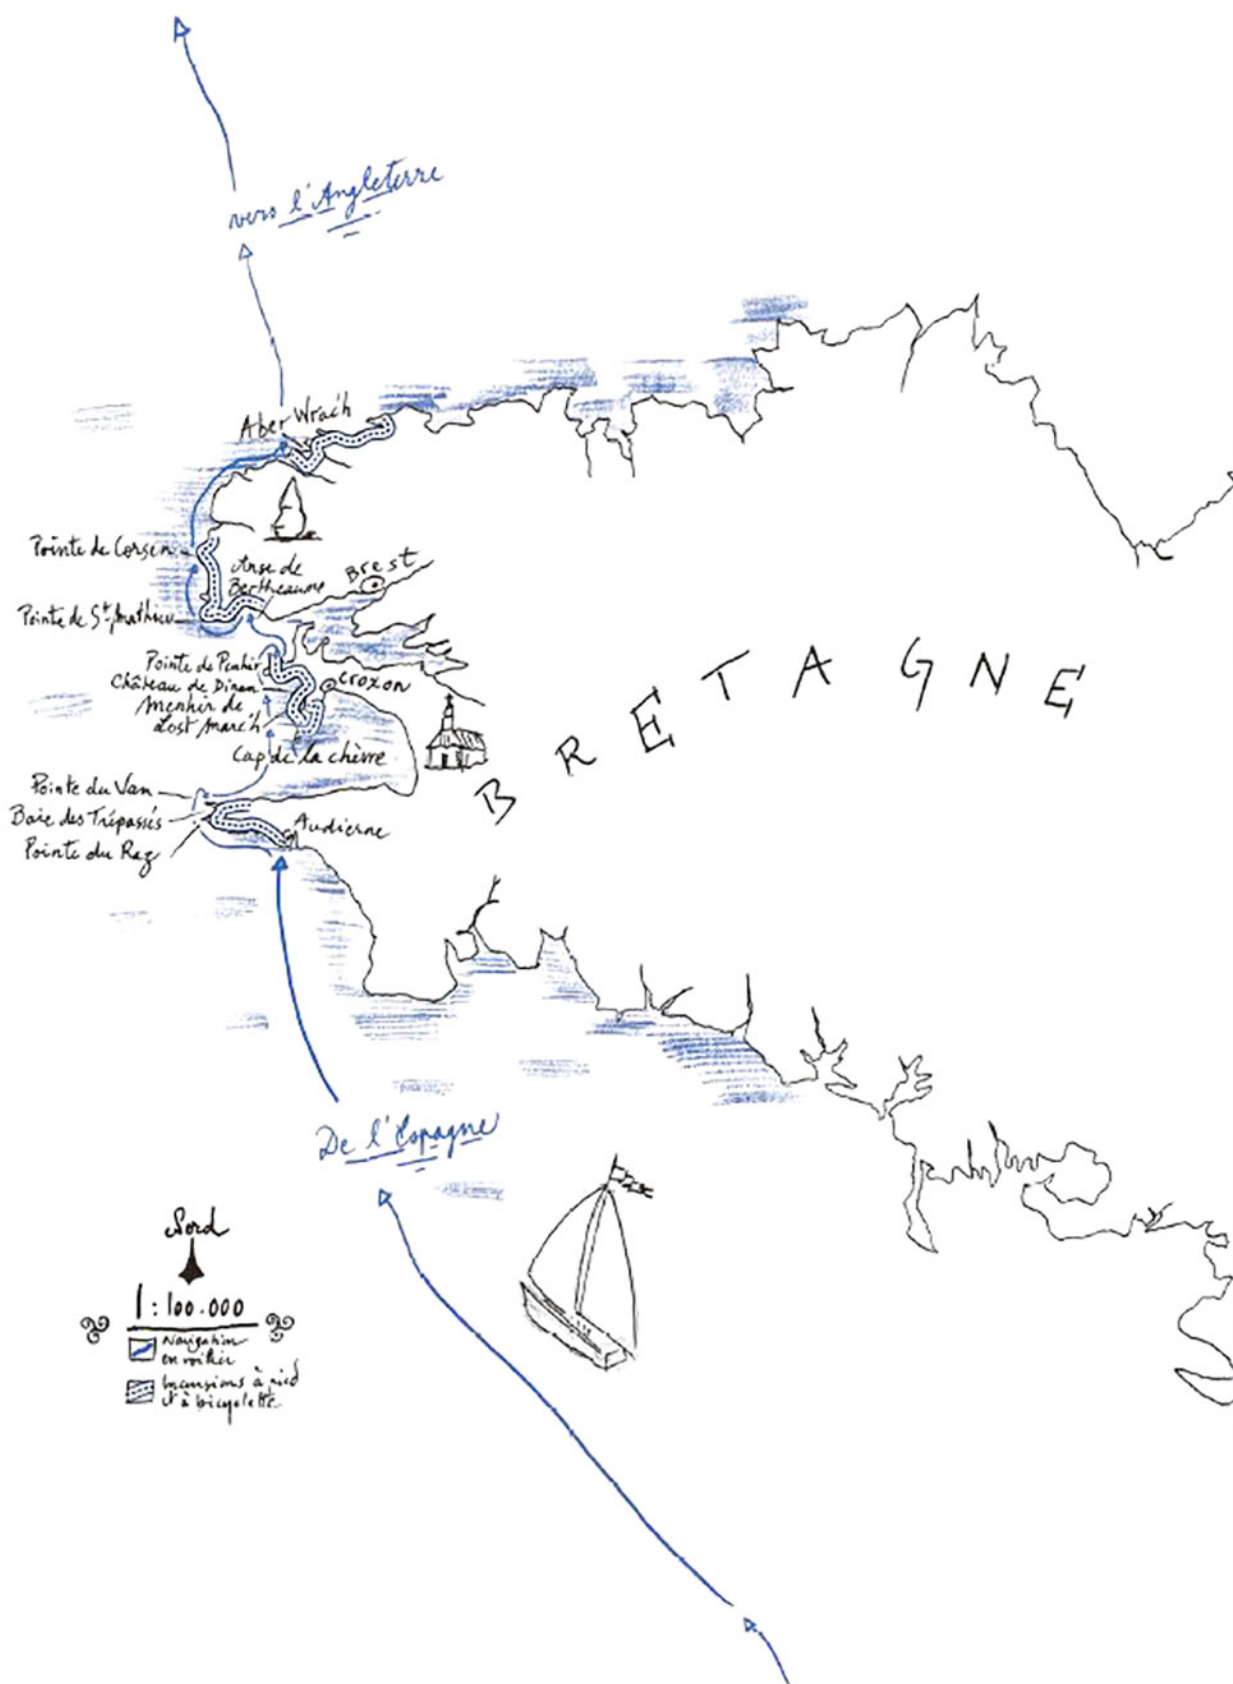 vers l'Angleterre
Aber Wrac'h
Pointe de Corsen
Anse de
Bertheaume
Brest
Pointe de St Mathieu
Pointe de Penhir
Château de Dinan
Crozon
Menhir de
Lost Marc'h
Cap de la chèvre
BRETAGNE
Pointe du Van
Baie des Trépassés
Pointe du Raz
Audierne
De l'Espagne
Nord
1:100.000
Navigation
en voilier
Incursions à pied
et à bicyclette